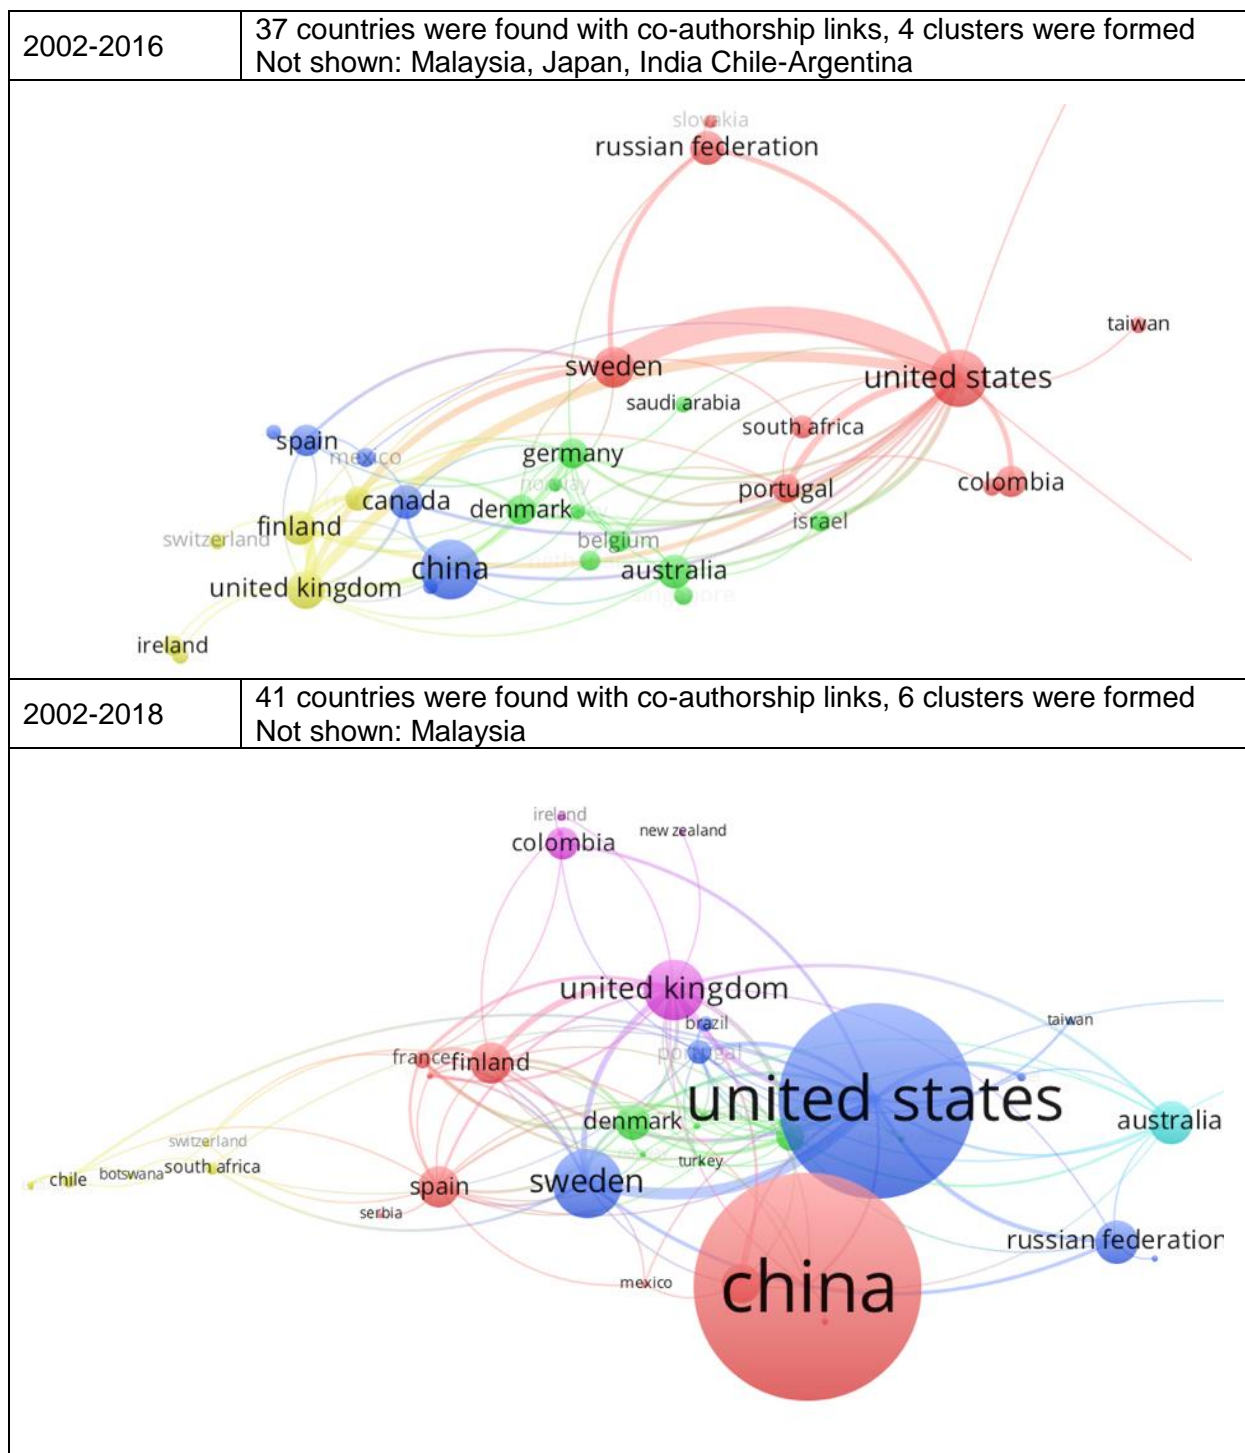 2002-2016
37 countries were found with co-authorship links, 4 clusters were formed
Not shown: Malaysia, Japan, India Chile-Argentina
slovakia
russian federation
taiwan
sweden
united states
saudi arabia
south africa
spain
mexico
germany
portugal
colombia
norway
canada
denmark
israel
finland
switzerland
belgium
china
australia
united kingdom
ireland
2002-2018
41 countries were found with co-authorship links, 6 clusters were formed
Not shown: Malaysia
ireland
new zealand
colombia
united kingdom
brazil
taiwan
portugal
france
finland
united states
denmark
australia
switzerland
turkey
south africa
botswana
chile
spain
sweden
serbia
russian federation
mexico
china